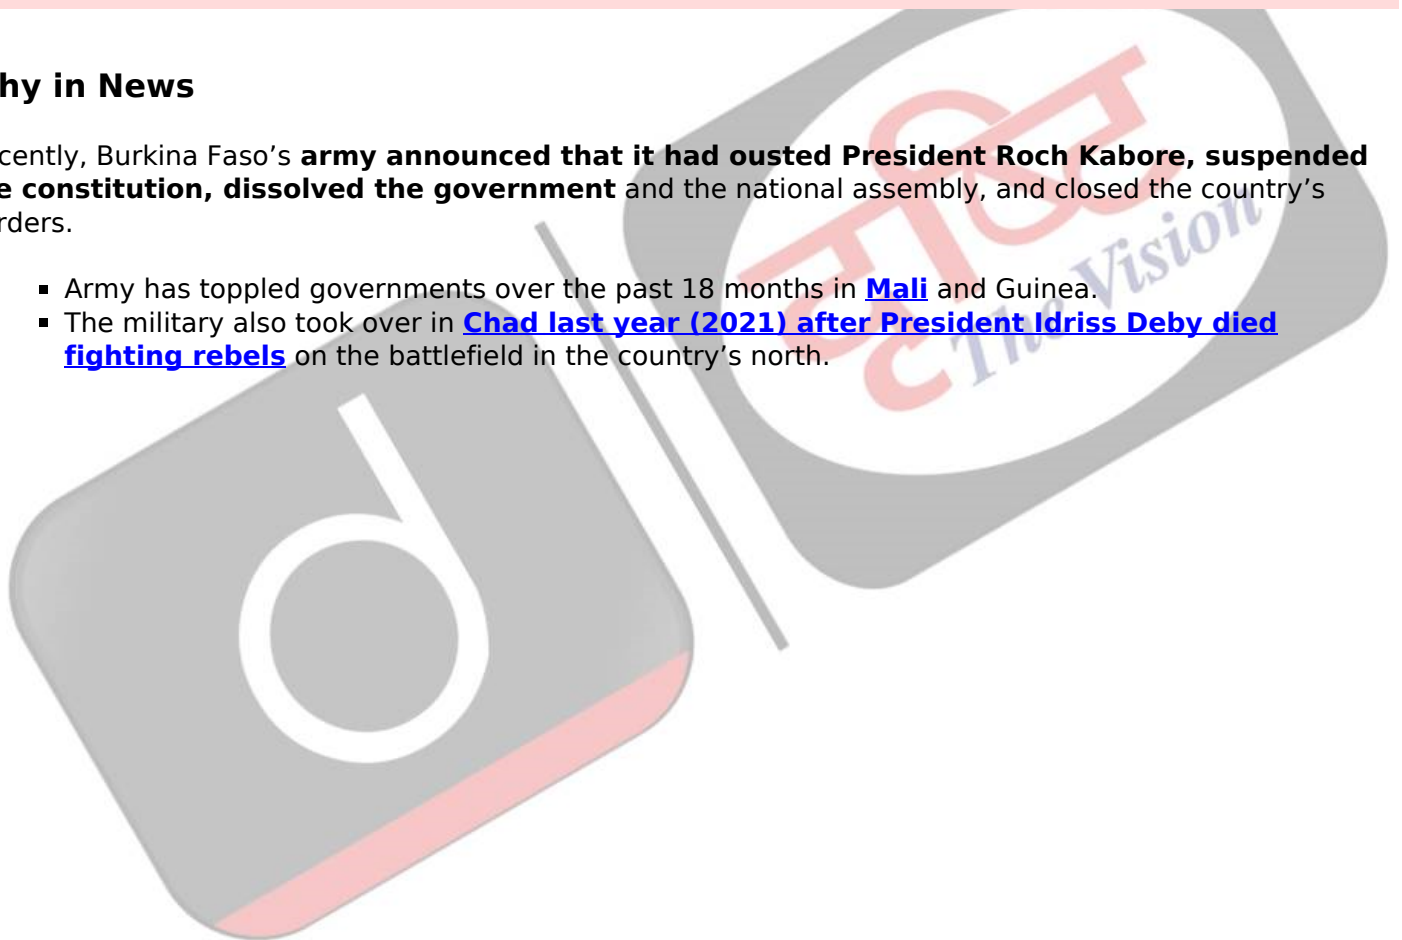 hy in News
cently, Burkina Faso’s army announced that it had ousted President Roch Kabore, suspended
e constitution, dissolved the government and the national assembly, and closed the country’s
rders.
▪ Army has toppled governments over the past 18 months in Mali and Guinea.
▪ The military also took over in Chad last year (2021) after President Idriss Deby died
fighting rebels on the battlefield in the country’s north.
दृष्टि
The Vision